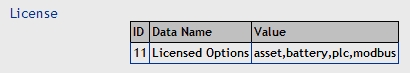 License
ID Data Name Value
11 Licensed Options asset,battery,plc,modbus